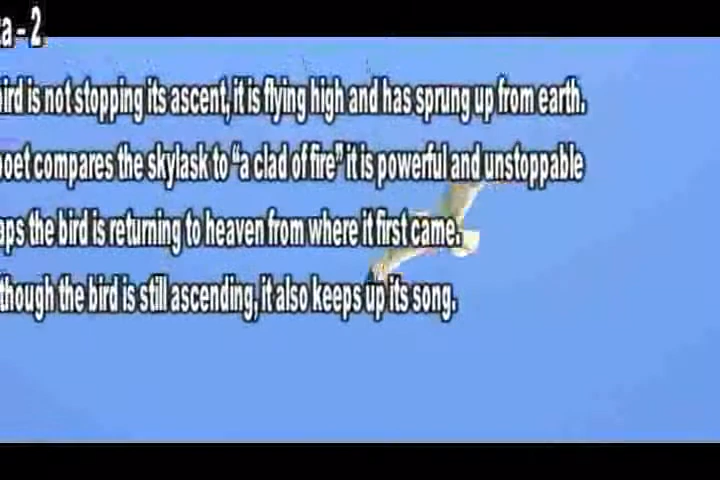 ta – 2
ird is not stopping its ascent, it is flying high and has sprung up from earth.
poet compares the skylask to “a clad of fire” it is powerful and unstoppable
aps the bird is returning to heaven from where it first came.
though the bird is still ascending, it also keeps up its song.